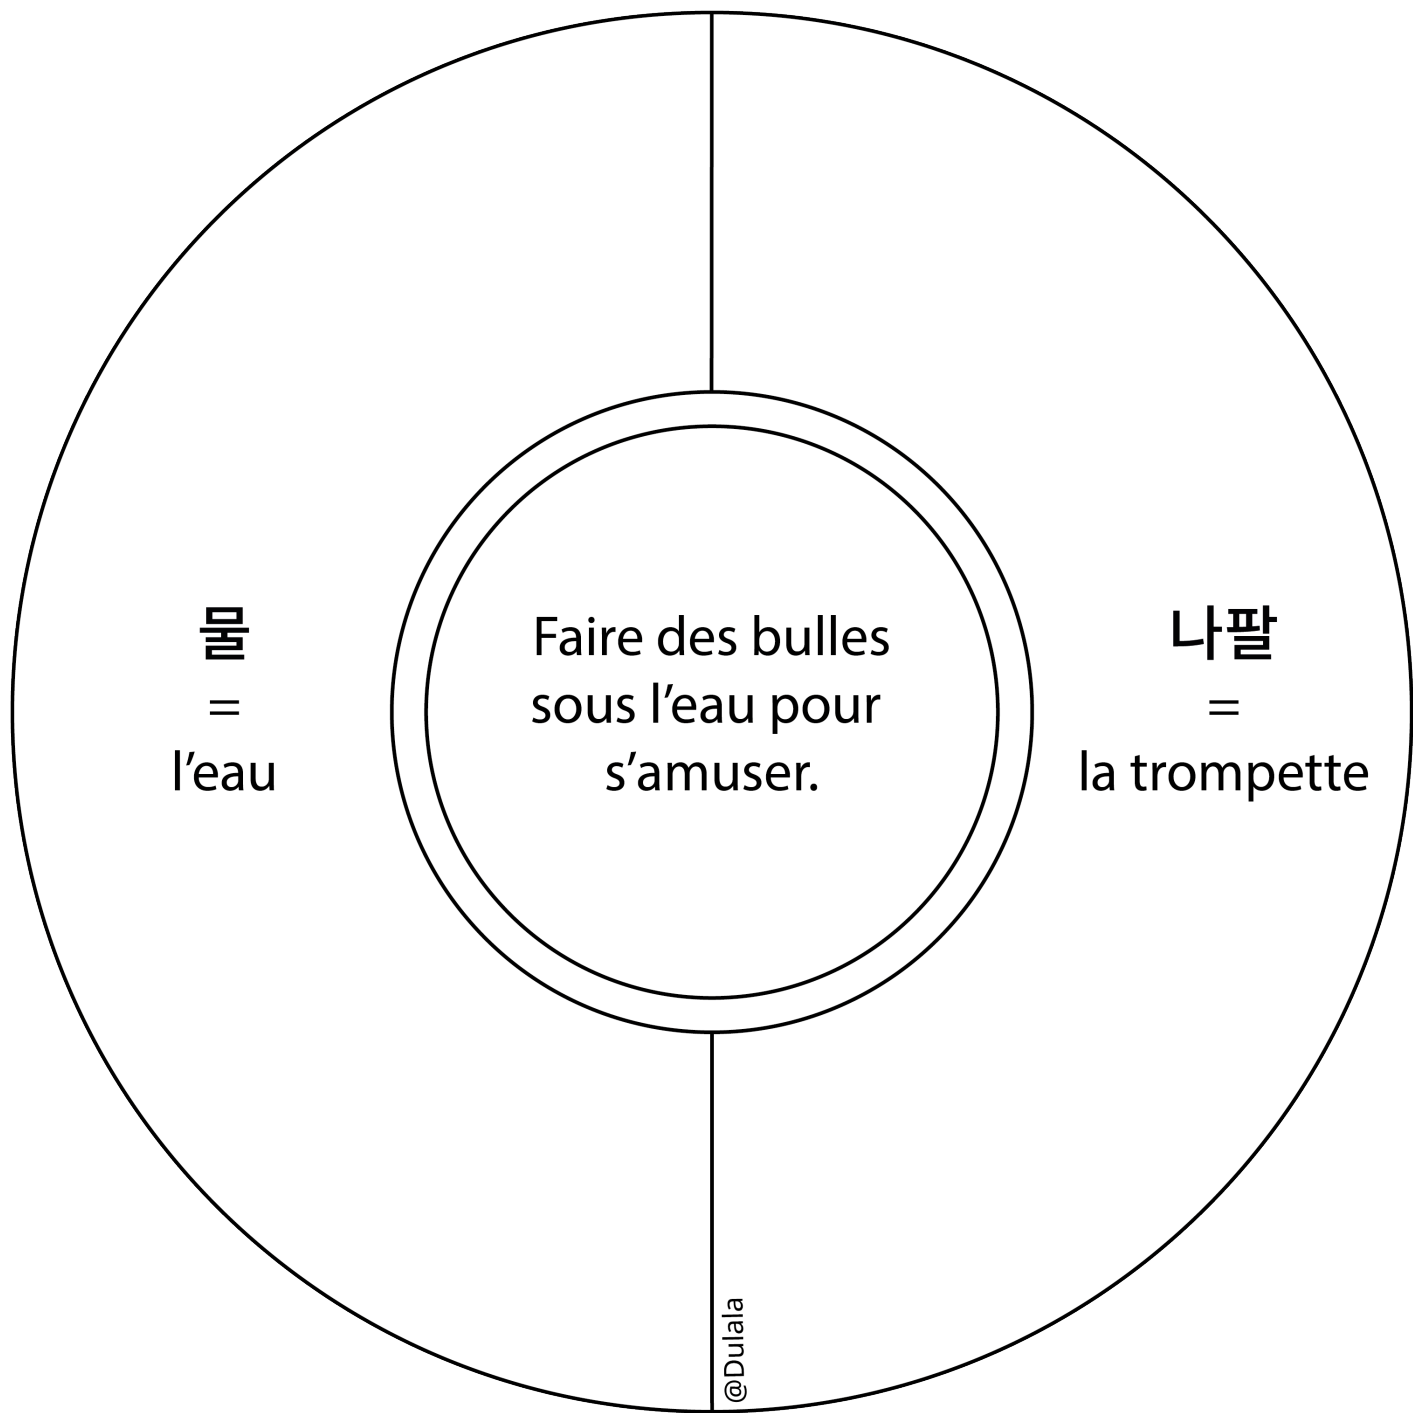 물
=
l’eau
Faire des bulles
sous l’eau pour
s’amuser.
나팔
=
la trompette
@Dulala